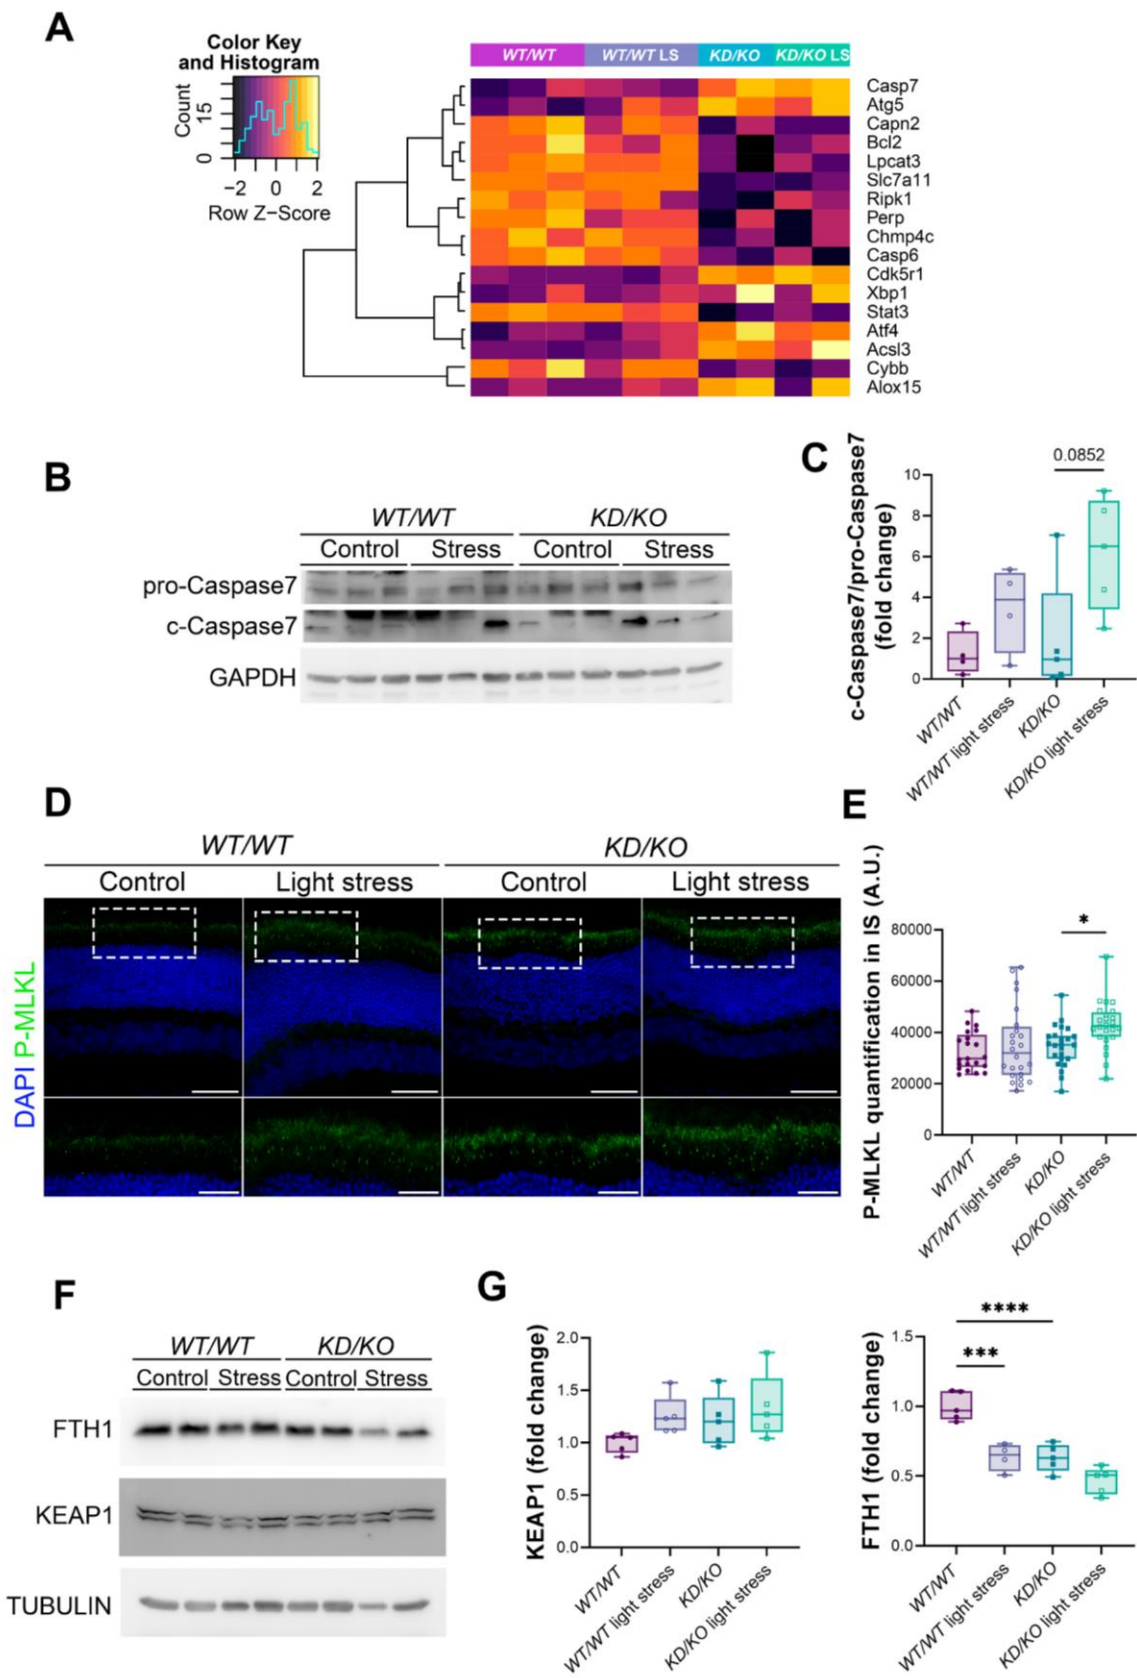 A
Color Key
and Histogram
Count
0 15
−2 0 2
Row Z−Score
WT/WT WT/WT LS KD/KO KD/KO LS
Casp7
Atg5
Capn2
Bcl2
Lpcat3
Slc7a11
Ripk1
Perp
Chmp4c
Casp6
Cdk5r1
Xbp1
Stat3
Atf4
Acsl3
Cybb
Alox15
B
WT/WT KD/KO
Control Stress Control Stress
pro-Caspase7
c-Caspase7
GAPDH
C
c-Caspase7/pro-Caspase7
(fold change)
0.0852
10
8
6
4
2
0
WT/WT
WT/WT light stress
KD/KO
KD/KO light stress
D
WT/WT KD/KO
Control Light stress Control Light stress
DAPI P-MLKL
E
P-MLKL quantification in IS (A.U.)
*
80000
60000
40000
20000
0
WT/WT
WT/WT light stress
KD/KO
KD/KO light stress
F
WT/WT KD/KO
Control Stress Control Stress
FTH1
KEAP1
TUBULIN
G
KEAP1 (fold change)
2.0
1.5
1.0
0.5
0.0
WT/WT
WT/WT light stress
KD/KO
KD/KO light stress
FTH1 (fold change)
****
***
1.5
1.0
0.5
0.0
WT/WT
WT/WT light stress
KD/KO
KD/KO light stress